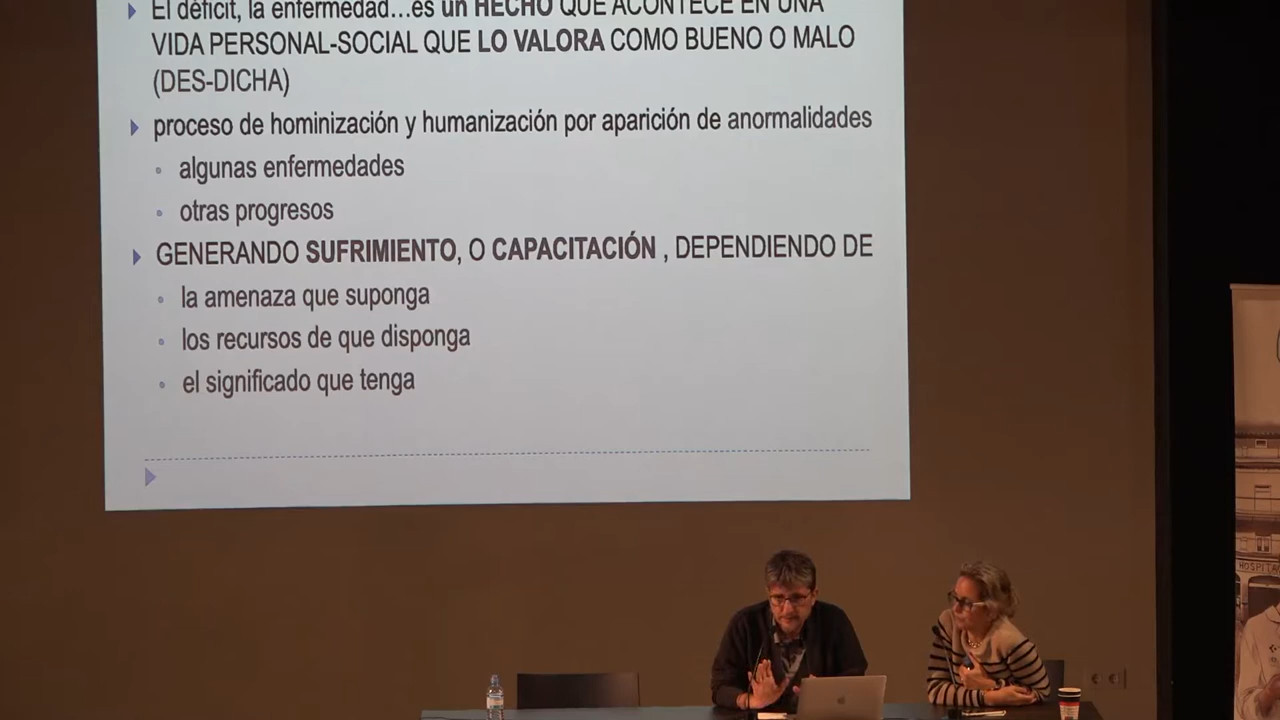 El déficit, la enfermedad...es un HECHO QUE ACONTECE EN UNA
VIDA PERSONAL-SOCIAL QUE LO VALORA COMO BUENO O MALO
(DES-DICHA)
proceso de hominización y humanización por aparición de anormalidades
algunas enfermedades
otras progresos
GENERANDO SUFRIMIENTO, O CAPACITACIÓN , DEPENDIENDO DE
la amenaza que suponga
los recursos de que disponga
el significado que tenga
HOSPITA